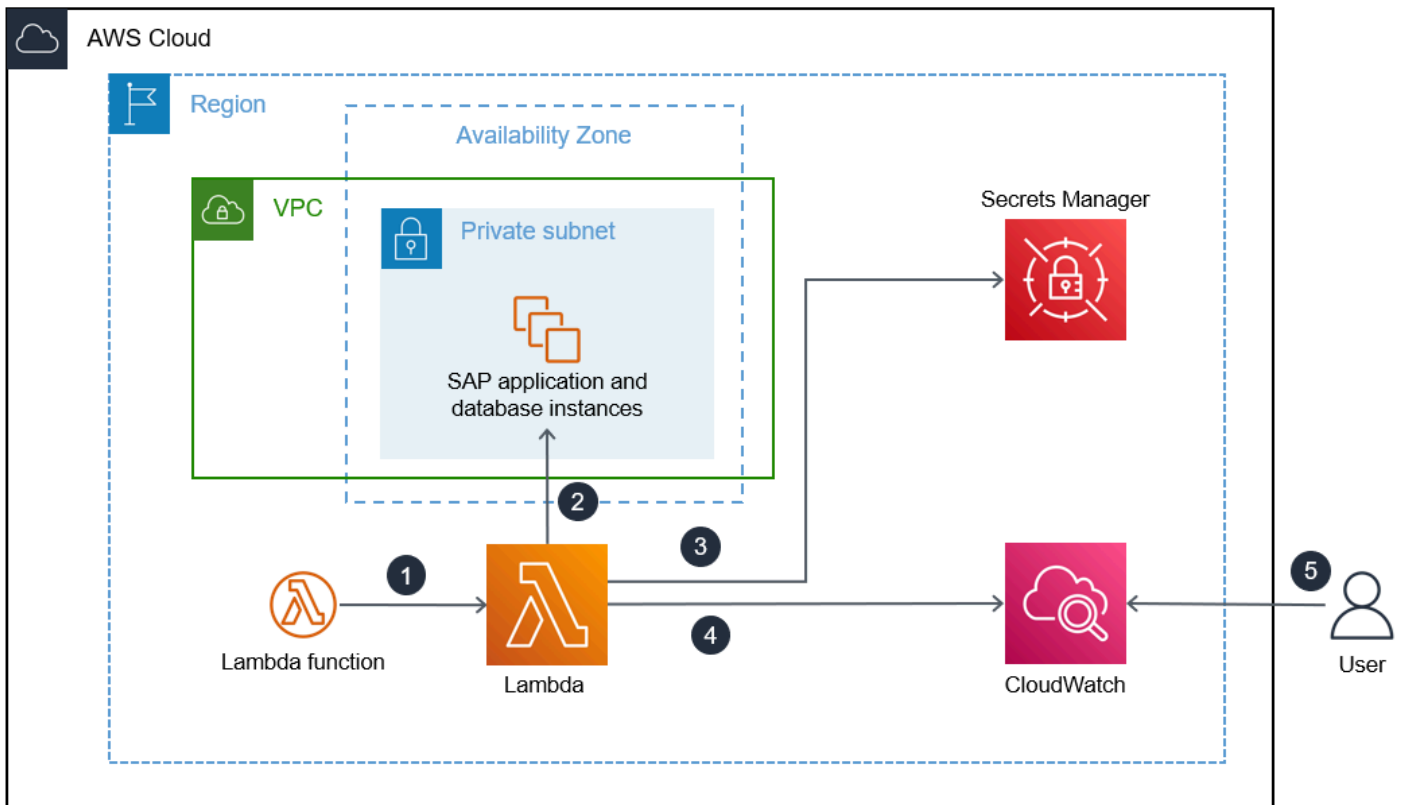 AWS Cloud
Region
Availability Zone
VPC
Private subnet
Secrets Manager
SAP application and
database instances
2
3
1
5
4
Lambda function
Lambda
CloudWatch
User